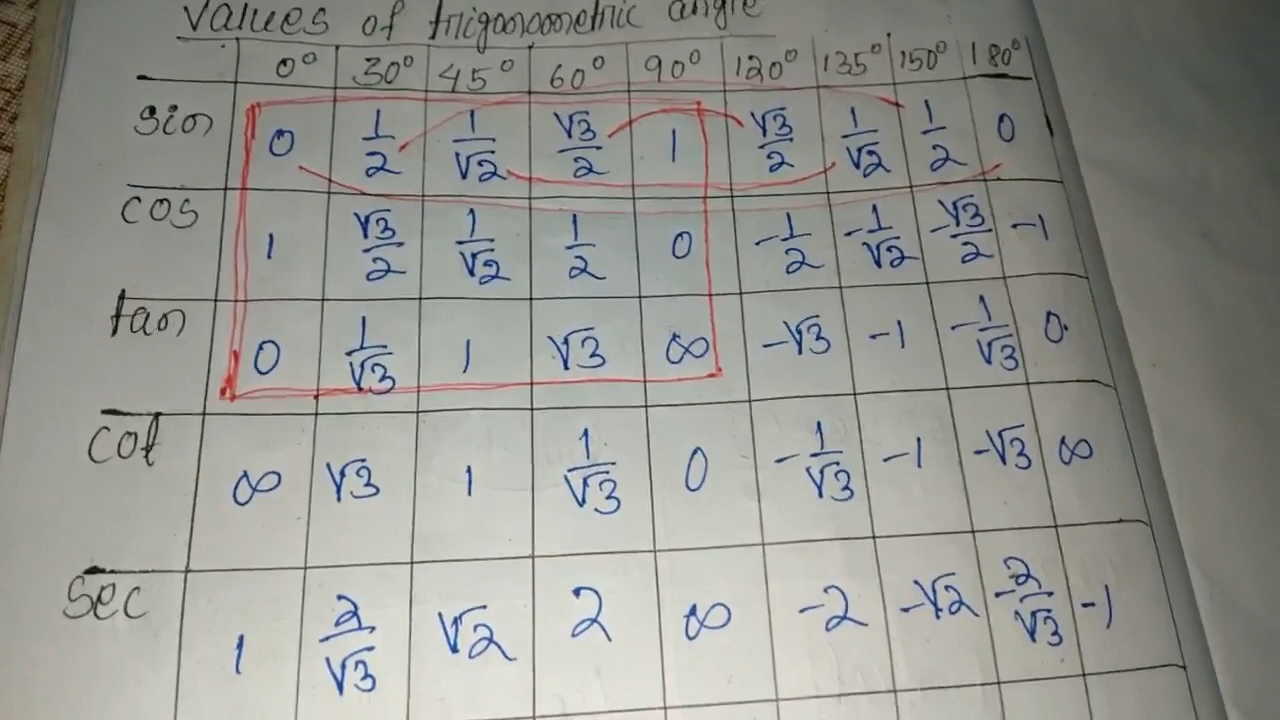 Values of trigonometric angle
0° 30° 45° 60° 90° 120° 135° 150° 180°
sin 0 1/2 1/√2 √3/2 1 √3/2 1/√2 1/2 0
cos 1 √3/2 1/√2 1/2 0 -1/2 -1/√2 -√3/2 -1
tan 0 1/√3 1 √3 ∞ -√3 -1 -1/√3 0
cot ∞ √3 1 1/√3 0 -1/√3 -1 -√3 ∞
sec 1 2/√3 √2 2 ∞ -2 -√2 -2/√3 -1